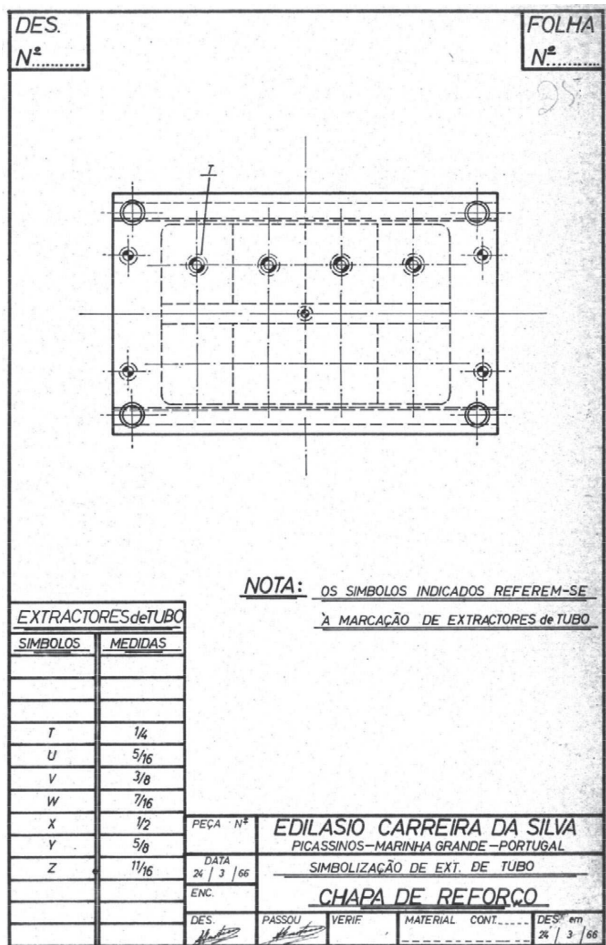 DES.
Nº..........
FOLHA
Nº..........
25
T
NOTA: OS SIMBOLOS INDICADOS REFEREM-SE
À MARCAÇÃO DE EXTRACTORES de TUBO
EXTRACTORES de TUBO
SIMBOLOS MEDIDAS
T 1/4
U 5/16
V 3/8
W 7/16
X 1/2
Y 5/8
Z 11/16
PEÇA Nº
EDILASIO CARREIRA DA SILVA
PICASSINOS-MARINHA GRANDE-PORTUGAL
DATA
24 / 3 / 66
SIMBOLIZAÇÃO DE EXT. DE TUBO
ENC.
CHAPA DE REFORÇO
DES. PASSOU VERIF. MATERIAL CONT....... DES. em
24 / 3 / 66